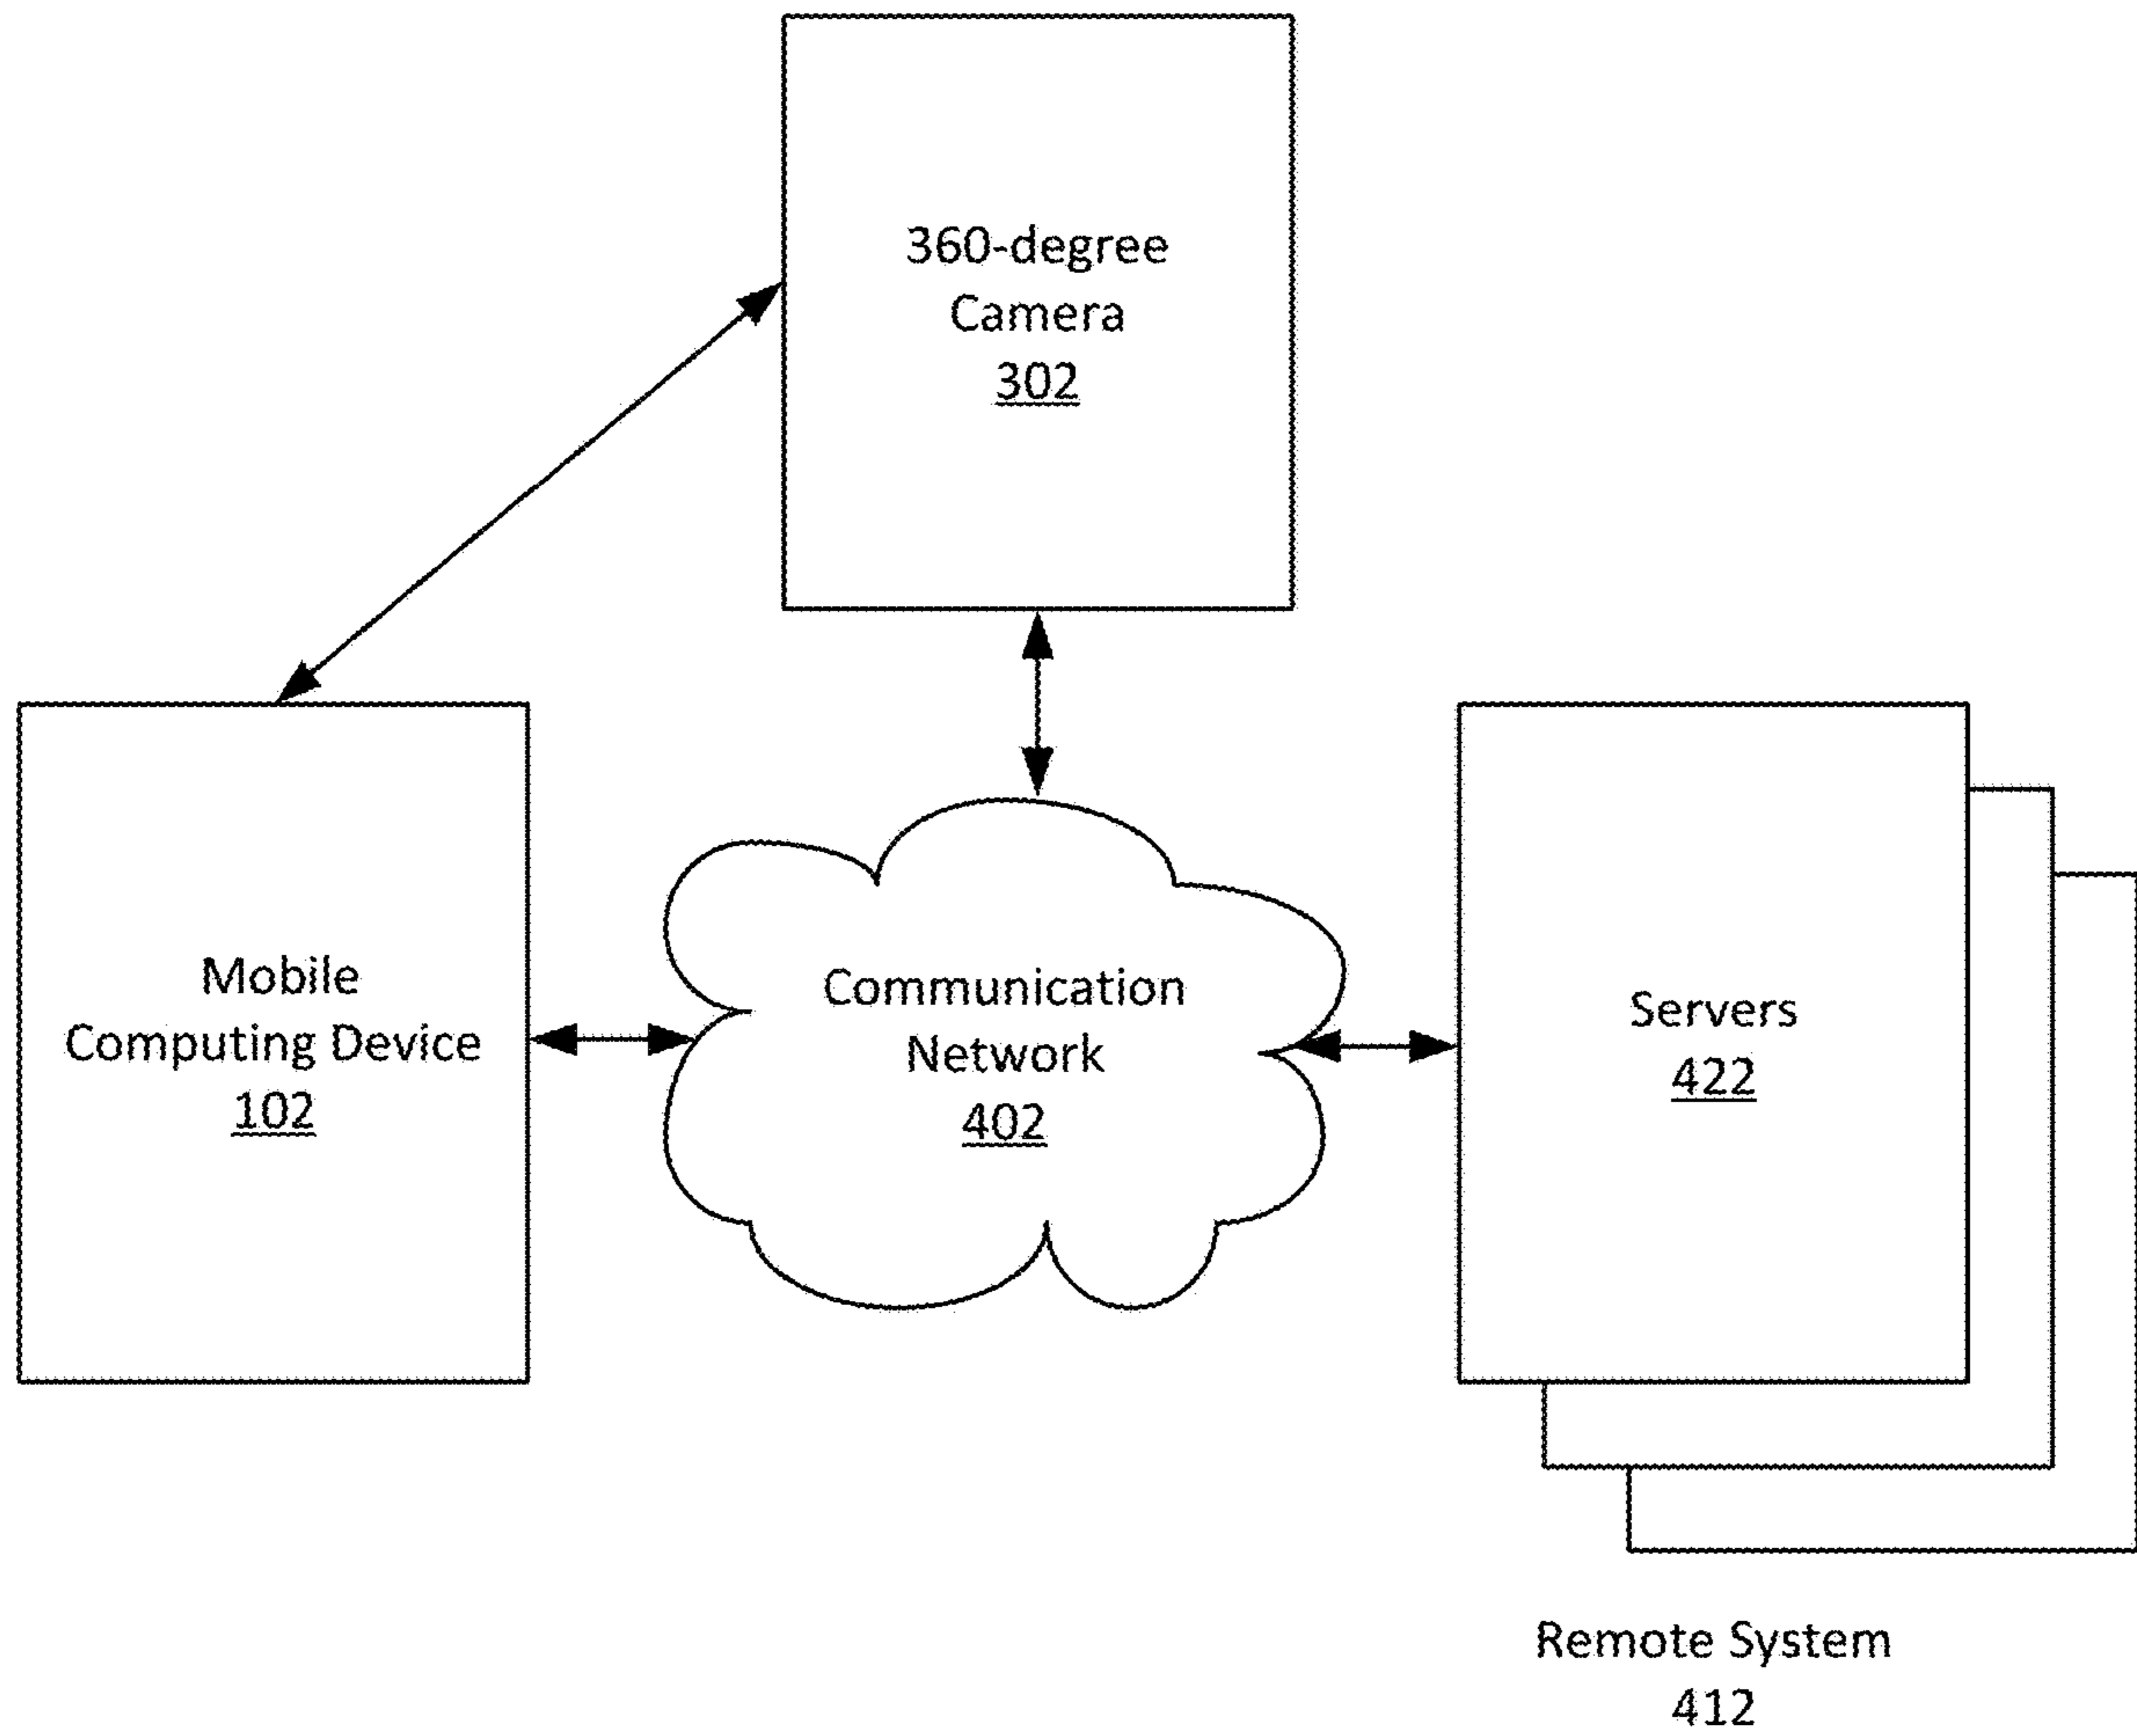 360-degree
Camera
302
Mobile
Computing Device
102
Communication
Network
402
Servers
422
Remote System
412